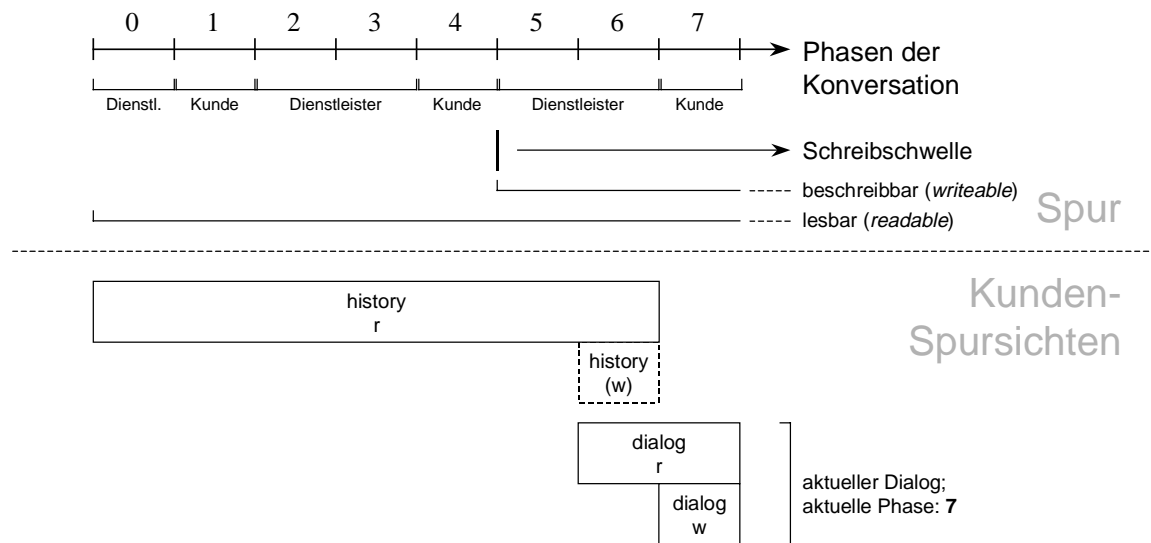 0 1 2 3 4 5 6 7
Phasen der
Konversation
Dienstl. Kunde Dienstleister Kunde Dienstleister Kunde
Schreibschwelle
beschreibbar (writeable)
Spur
lesbar (readable)
Kunden-
Spursichten
history
r
history
(w)
dialog
r
dialog
w
aktueller Dialog;
aktuelle Phase: 7